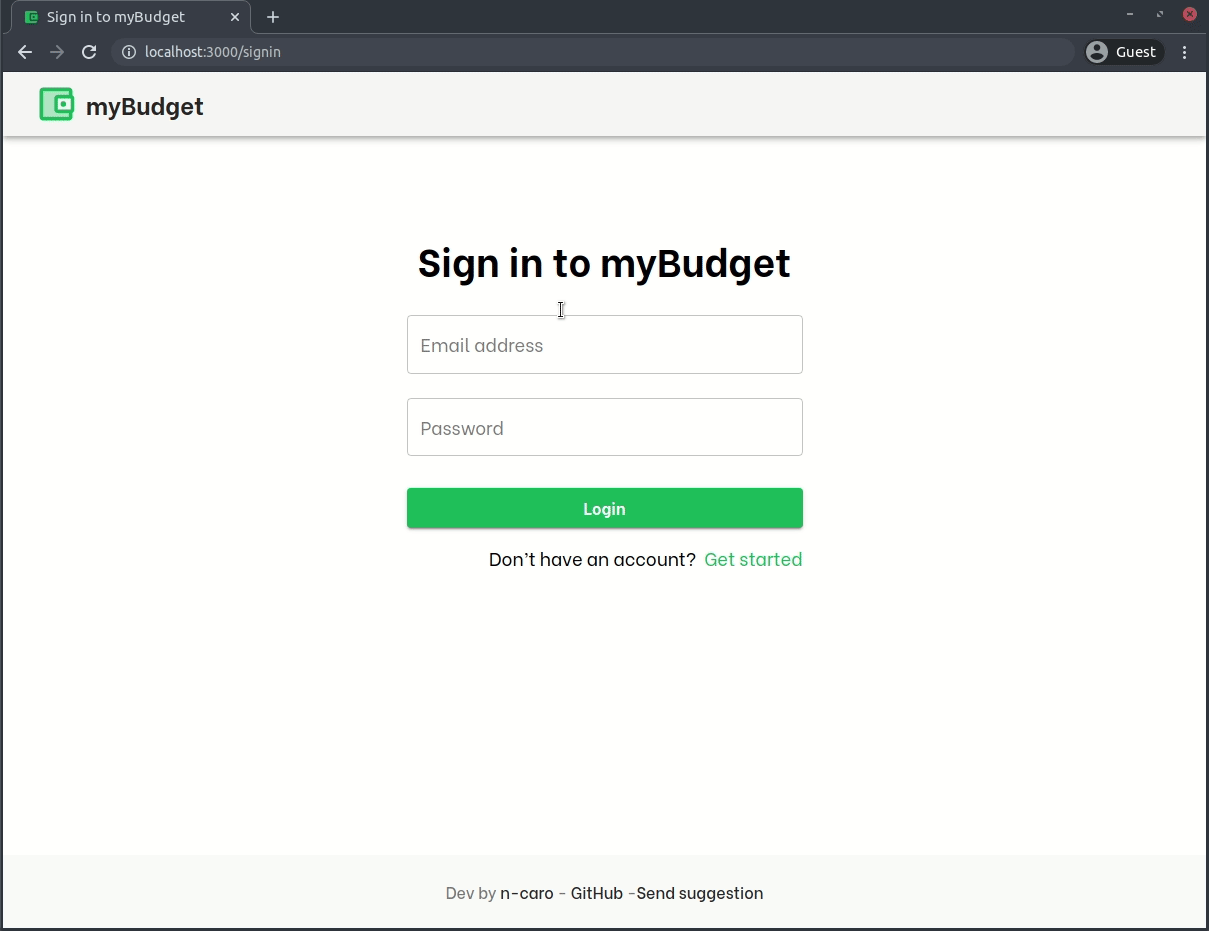 Sign in to myBudget
localhost:3000/signin
Guest
myBudget
Sign in to myBudget
Email address
Password
Login
Don't have an account? Get started
Dev by n-caro - GitHub -Send suggestion